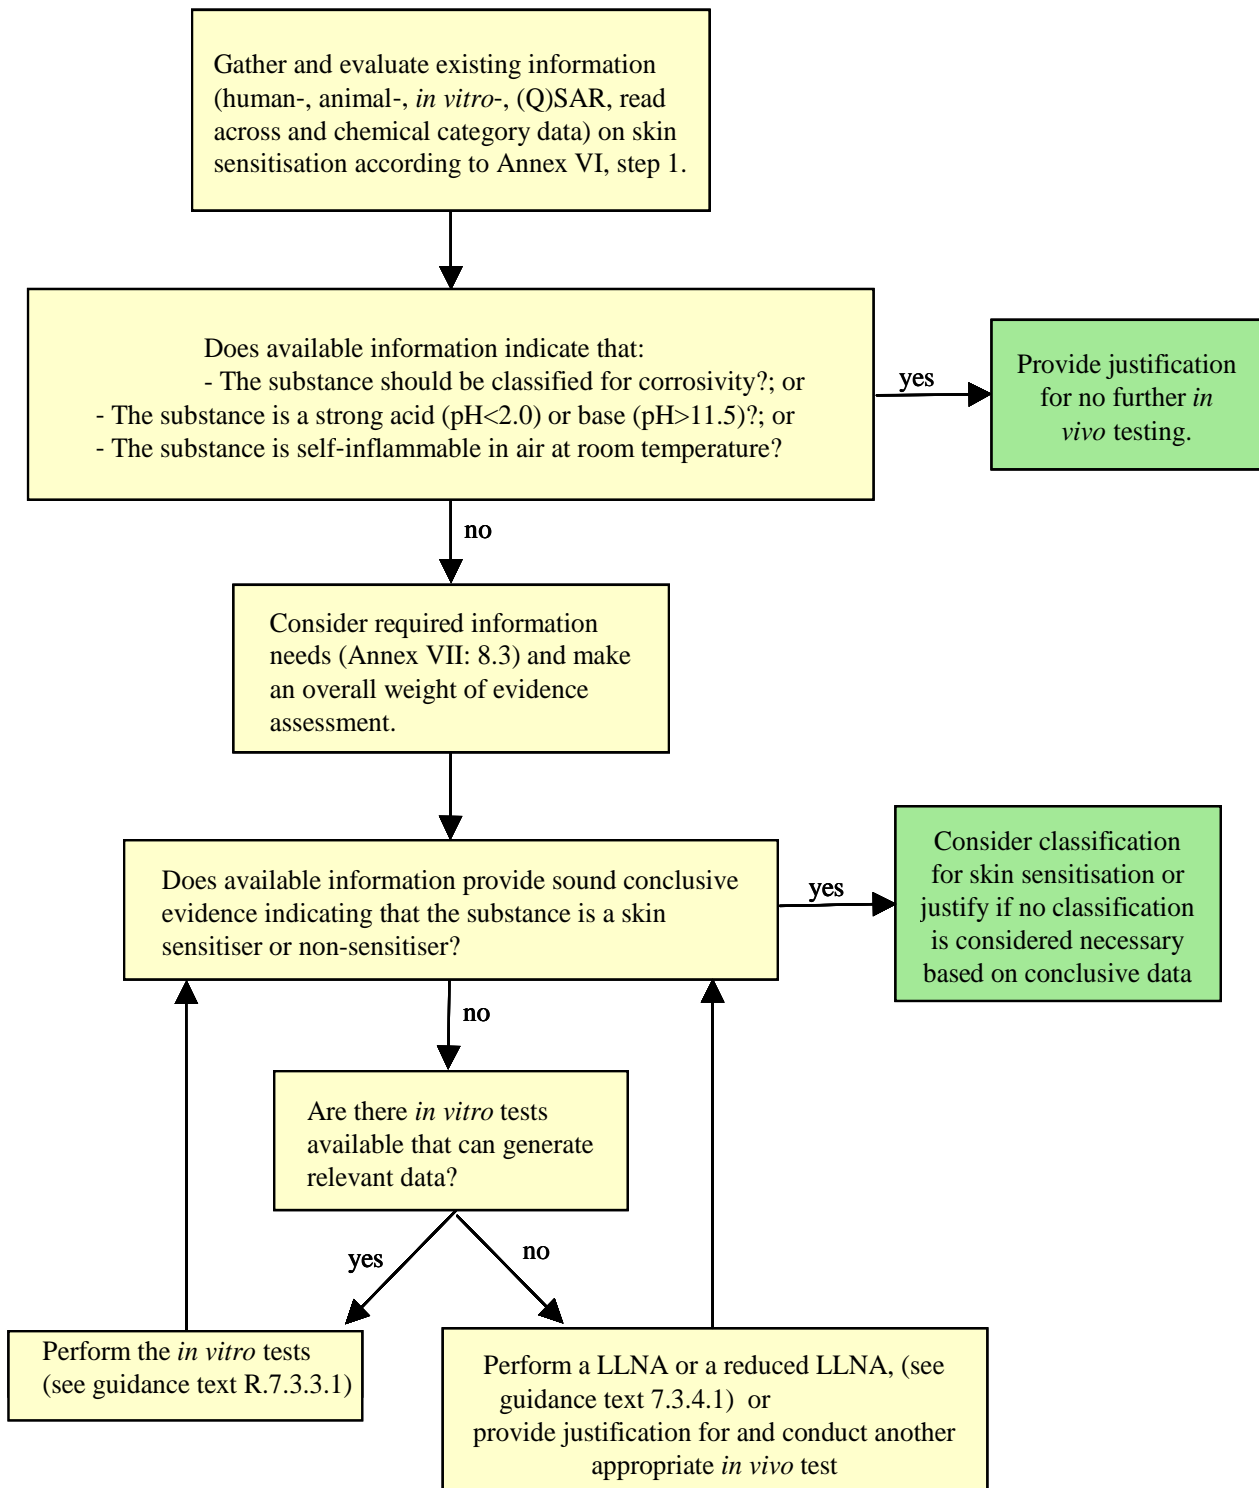 Gather and evaluate existing information
(human-, animal-, in vitro-, (Q)SAR, read
across and chemical category data) on skin
sensitisation according to Annex VI, step 1.
Does available information indicate that:
- The substance should be classified for corrosivity?; or
- The substance is a strong acid (pH<2.0) or base (pH>11.5)?; or
- The substance is self-inflammable in air at room temperature?
yes
Provide justification
for no further in
vivo testing.
no
Consider required information
needs (Annex VII: 8.3) and make
an overall weight of evidence
assessment.
Does available information provide sound conclusive
evidence indicating that the substance is a skin
sensitiser or non-sensitiser?
yes
Consider classification
for skin sensitisation or
justify if no classification
is considered necessary
based on conclusive data
no
Are there in vitro tests
available that can generate
relevant data?
yes
no
Perform the in vitro tests
(see guidance text R.7.3.3.1)
Perform a LLNA or a reduced LLNA, (see
guidance text 7.3.4.1) or
provide justification for and conduct another
appropriate in vivo test